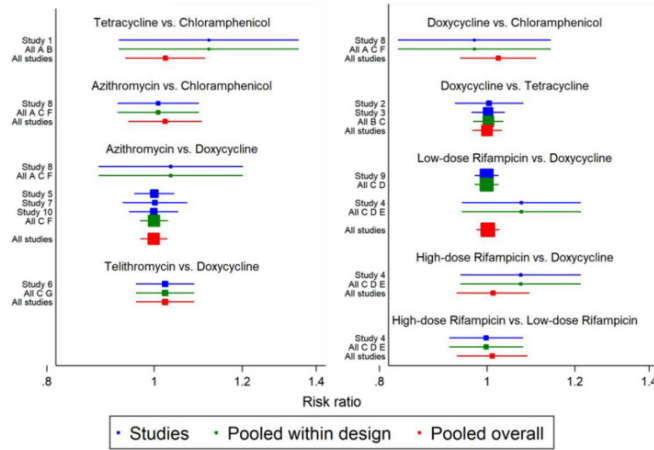 Tetracycline vs. Chloramphenicol
Study 1
All A B
All studies
Azithromycin vs. Chloramphenicol
Study 8
All A C F
All studies
Azithromycin vs. Doxycycline
Study 8
All A C F
Study 5
Study 7
Study 10
All C F
All studies
Telithromycin vs. Doxycycline
Study 6
All C G
All studies
.8 1 1.2 1.4
Doxycycline vs. Chloramphenicol
Study 8
All A C F
All studies
Doxycycline vs. Tetracycline
Study 2
Study 3
All B C
All studies
Low-dose Rifampicin vs. Doxycycline
Study 9
All C D
Study 4
All C D E
All studies
High-dose Rifampicin vs. Doxycycline
Study 4
All C D E
All studies
High-dose Rifampicin vs. Low-dose Rifampicin
Study 4
All C D E
All studies
.8 1 1.2 1.4
Risk ratio
Studies Pooled within design Pooled overall